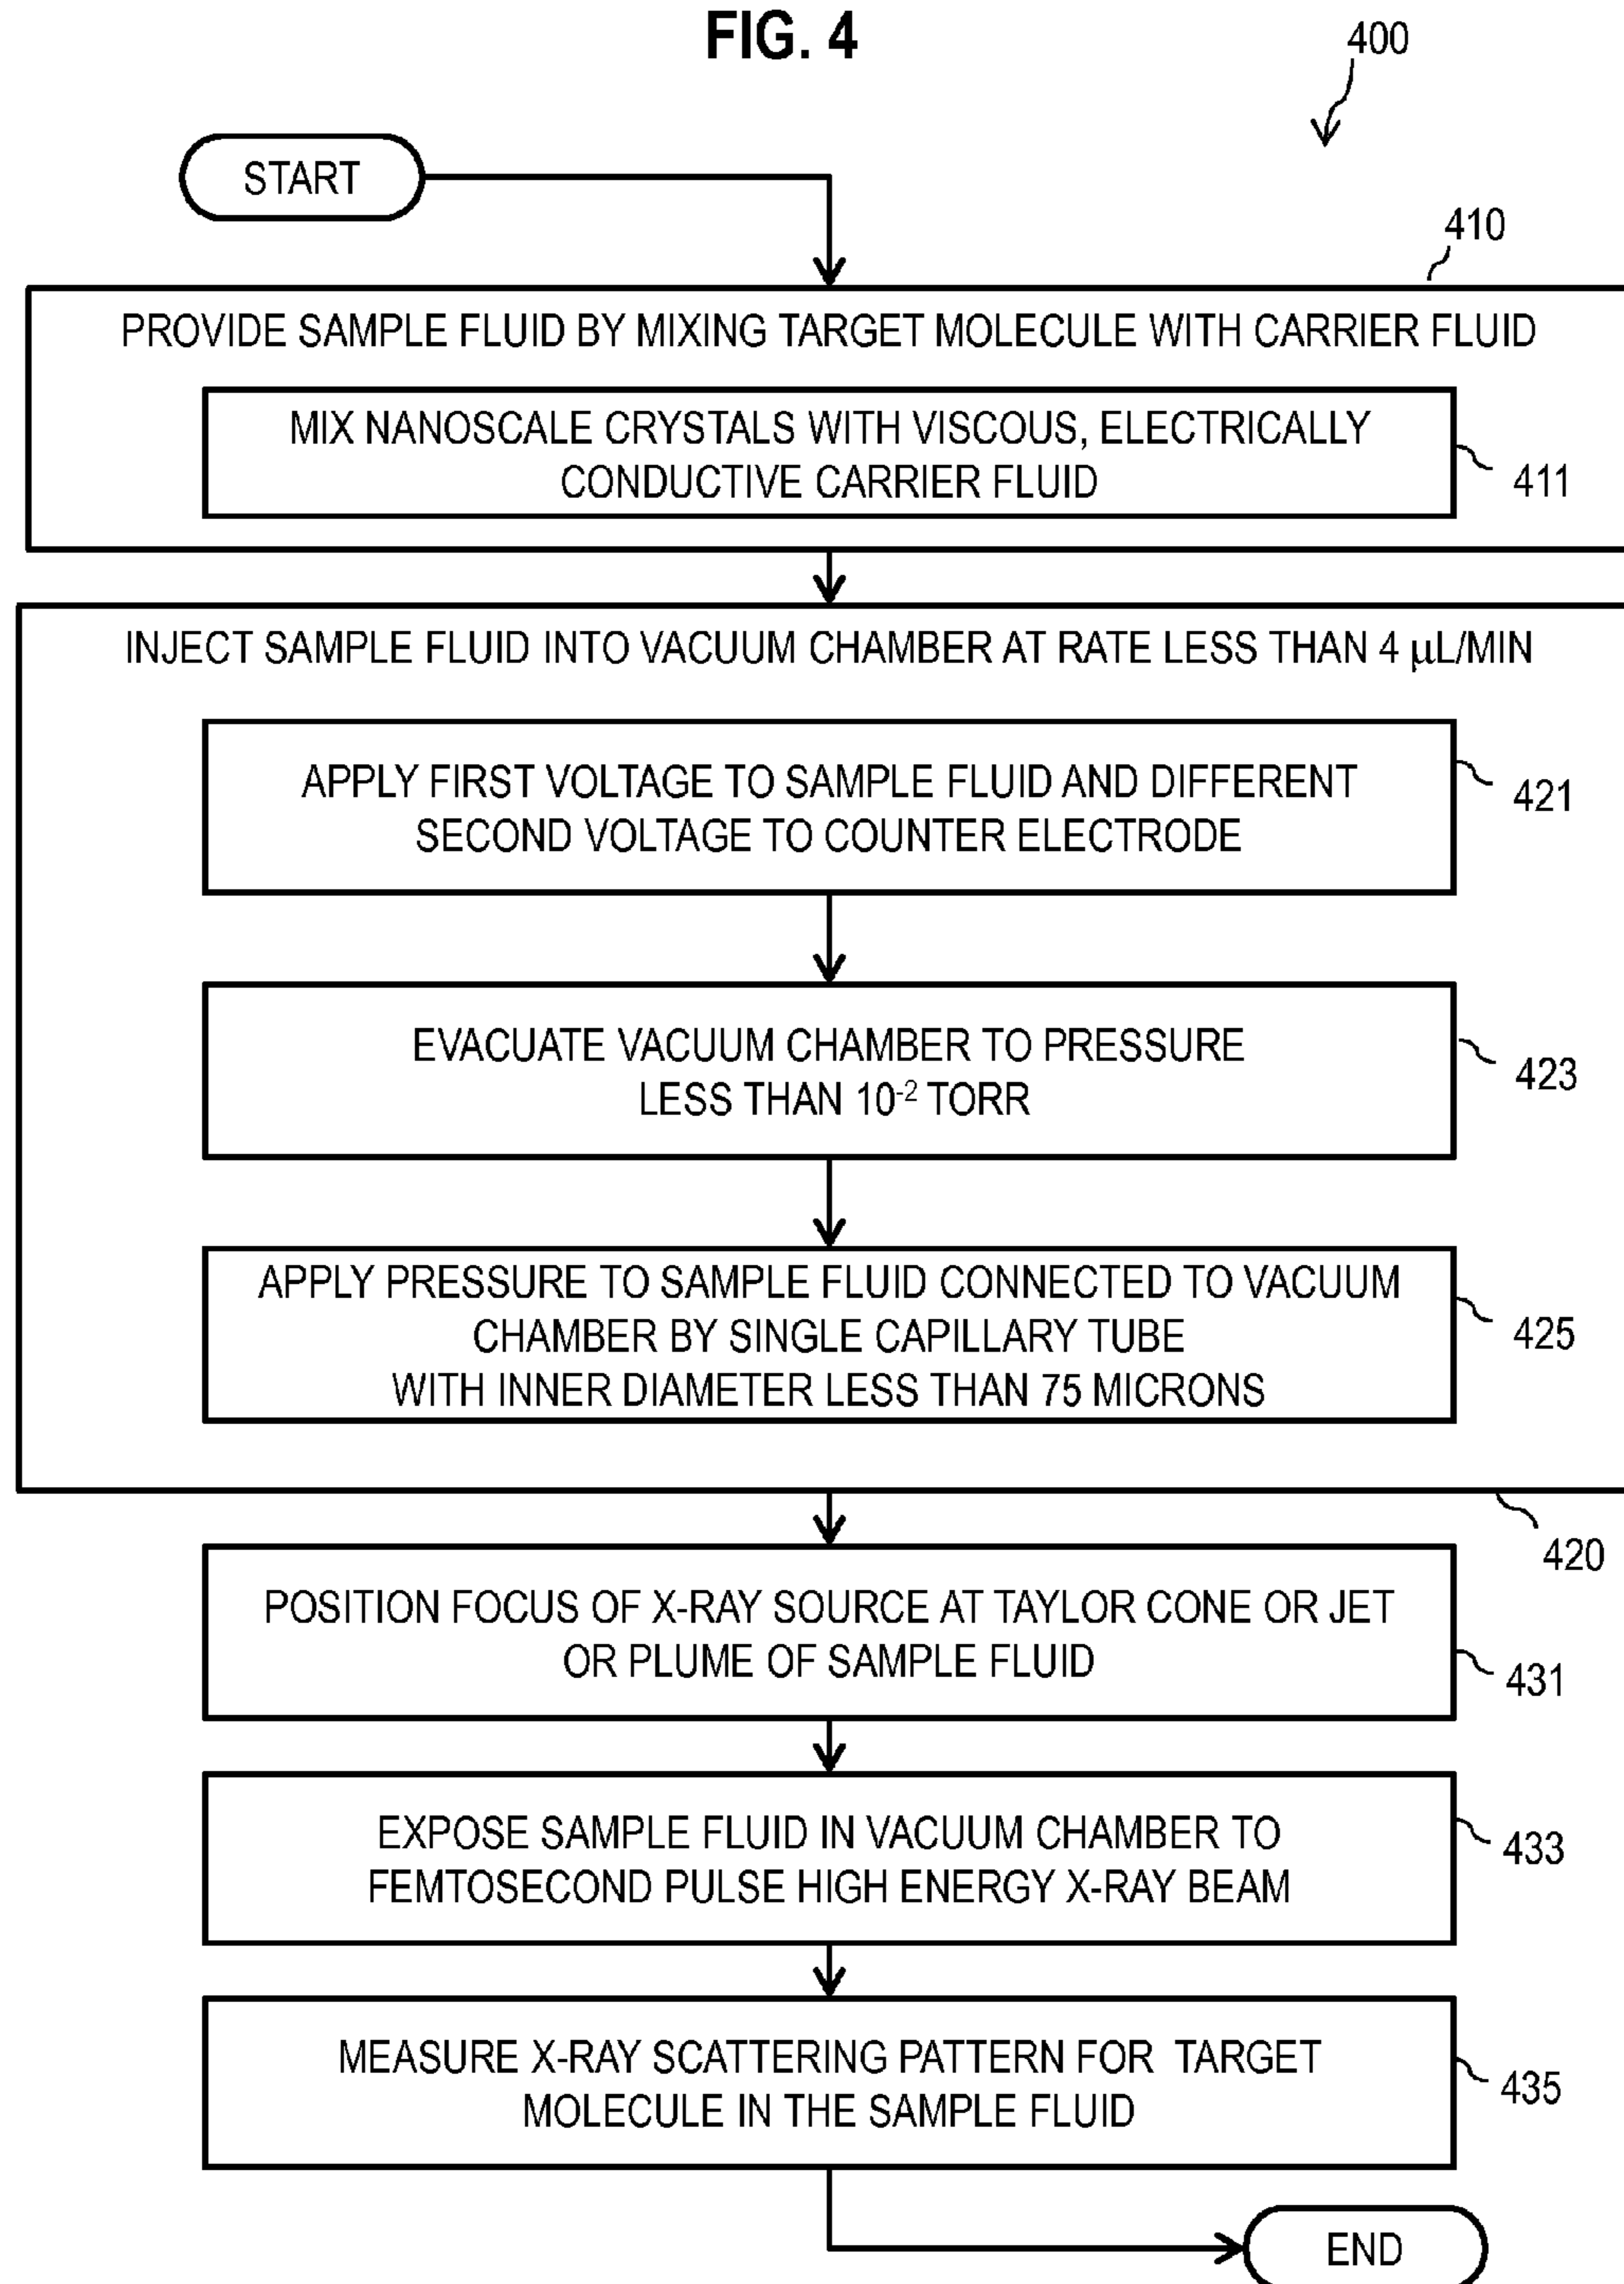 FIG. 4
400
START
410
PROVIDE SAMPLE FLUID BY MIXING TARGET MOLECULE WITH CARRIER FLUID
MIX NANOSCALE CRYSTALS WITH VISCOUS, ELECTRICALLY
CONDUCTIVE CARRIER FLUID
411
INJECT SAMPLE FLUID INTO VACUUM CHAMBER AT RATE LESS THAN 4 µL/MIN
APPLY FIRST VOLTAGE TO SAMPLE FLUID AND DIFFERENT
SECOND VOLTAGE TO COUNTER ELECTRODE
421
EVACUATE VACUUM CHAMBER TO PRESSURE
LESS THAN 10⁻² TORR
423
APPLY PRESSURE TO SAMPLE FLUID CONNECTED TO VACUUM
CHAMBER BY SINGLE CAPILLARY TUBE
WITH INNER DIAMETER LESS THAN 75 MICRONS
425
420
POSITION FOCUS OF X-RAY SOURCE AT TAYLOR CONE OR JET
OR PLUME OF SAMPLE FLUID
431
EXPOSE SAMPLE FLUID IN VACUUM CHAMBER TO
FEMTOSECOND PULSE HIGH ENERGY X-RAY BEAM
433
MEASURE X-RAY SCATTERING PATTERN FOR TARGET
MOLECULE IN THE SAMPLE FLUID
435
END